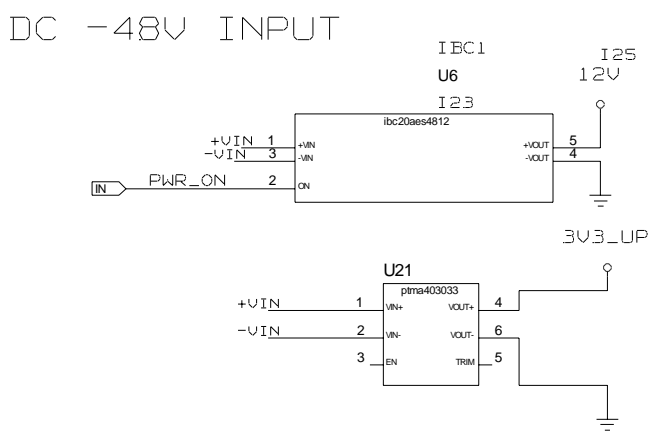 DC -48V INPUT
IBC1
I25
U6
12V
I23
ibc20aes4812
+VIN 1 +VIN +VOUT 5
-VIN 3 -VIN -VOUT 4
IN PWR_ON 2 ON
3V3_UP
U21
ptma403033
+VIN 1 VIN+ VOUT+ 4
-VIN 2 VIN- VOUT- 6
3 EN TRIM 5